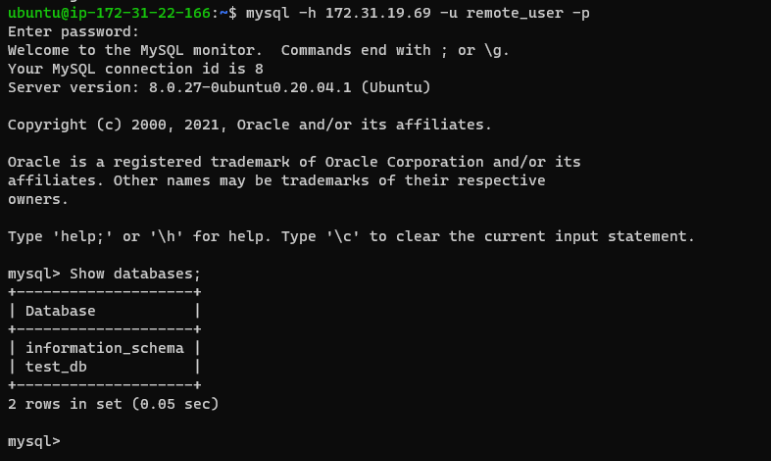 ubuntu@ip-172-31-22-166:~$ mysql -h 172.31.19.69 -u remote_user -p
Enter password:
Welcome to the MySQL monitor.  Commands end with ; or \g.
Your MySQL connection id is 8
Server version: 8.0.27-0ubuntu0.20.04.1 (Ubuntu)

Copyright (c) 2000, 2021, Oracle and/or its affiliates.

Oracle is a registered trademark of Oracle Corporation and/or its
affiliates. Other names may be trademarks of their respective
owners.

Type 'help;' or '\h' for help. Type '\c' to clear the current input statement.

mysql> Show databases;
+--------------------+
| Database           |
+--------------------+
| information_schema |
| test_db            |
+--------------------+
2 rows in set (0.05 sec)

mysql>